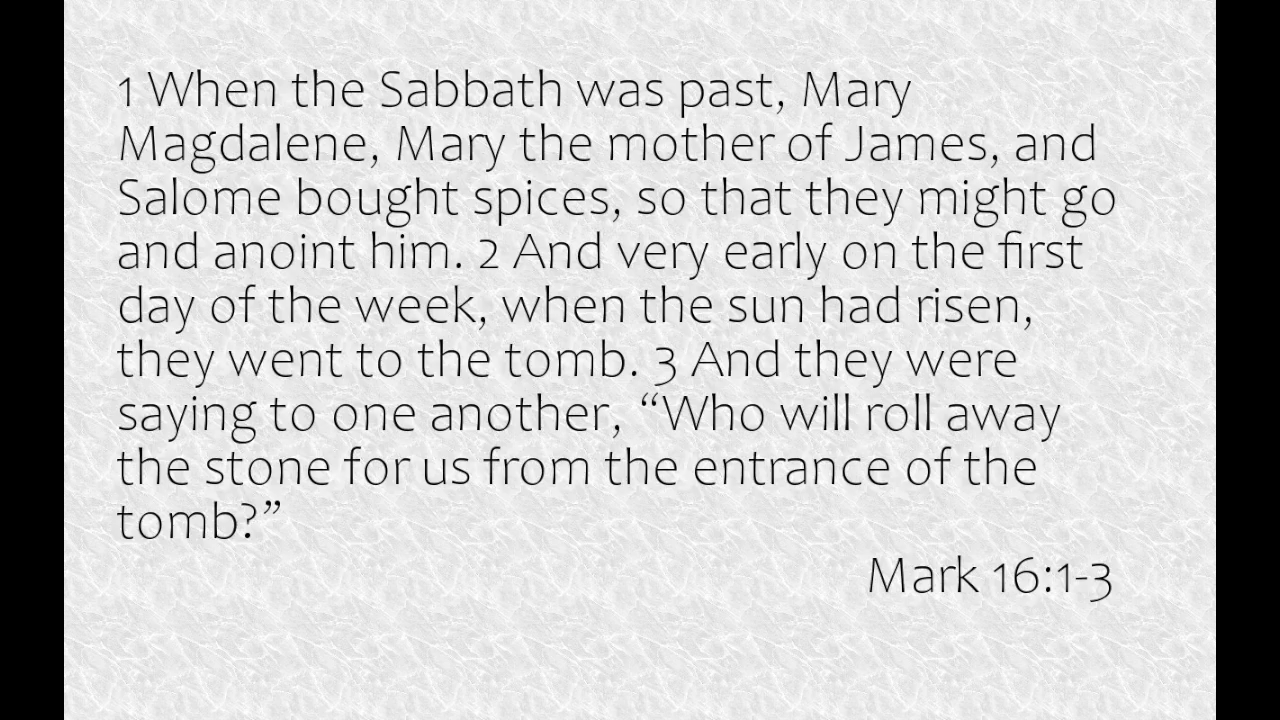 1 When the Sabbath was past, Mary
Magdalene, Mary the mother of James, and
Salome bought spices, so that they might go
and anoint him. 2 And very early on the first
day of the week, when the sun had risen,
they went to the tomb. 3 And they were
saying to one another, “Who will roll away
the stone for us from the entrance of the
tomb?”
Mark 16:1-3